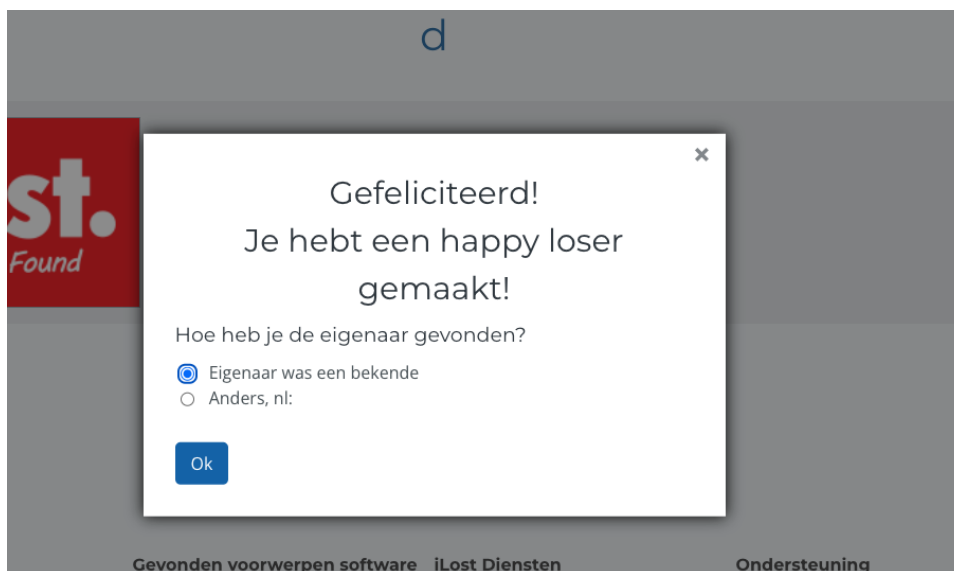 d
st.
Found
×
Gefeliciteerd!
Je hebt een happy loser
gemaakt!
Hoe heb je de eigenaar gevonden?
Eigenaar was een bekende
Anders, nl:
Ok
Gevonden voorwerpen software iLost Diensten Ondersteuning